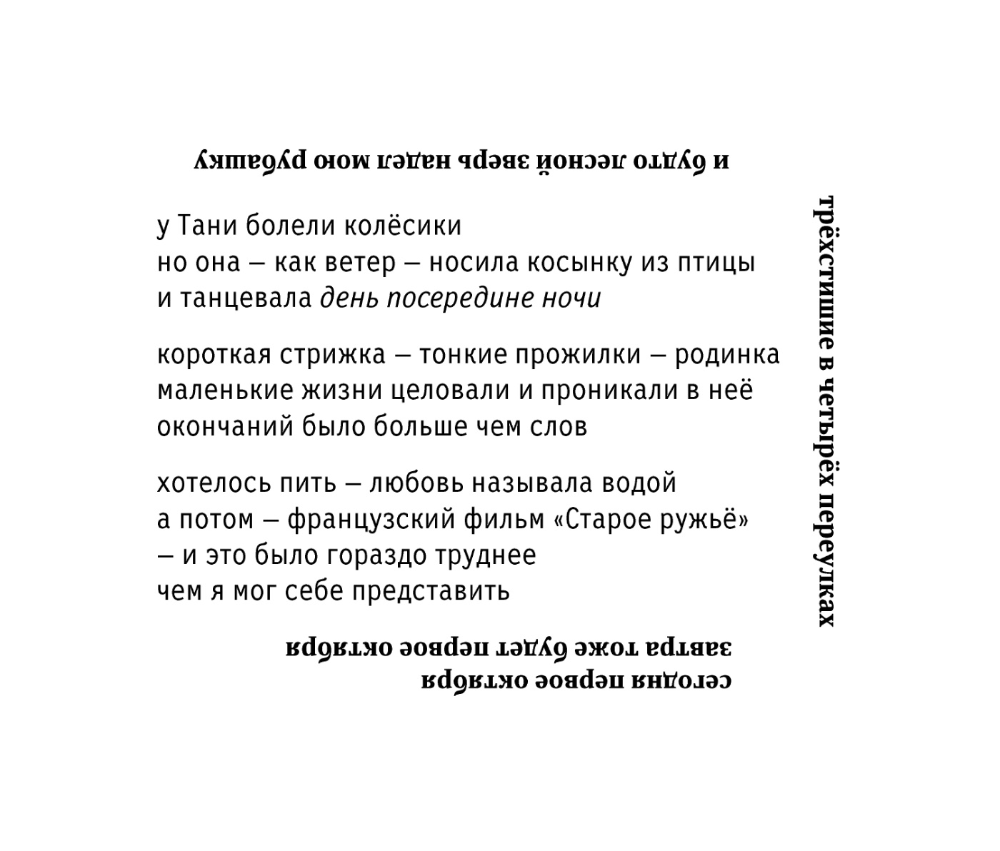 и будто лесной зверь надел мою рубашку
у Тани болели колёсики
но она – как ветер – носила косынку из птицы
и танцевала день посередине ночи
короткая стрижка – тонкие прожилки – родинка
маленькие жизни целовали и проникали в неё
окончаний было больше чем слов
хотелось пить – любовь называла водой
а потом – французский фильм «Старое ружьё»
– и это было гораздо труднее
чем я мог себе представить
трёхстишие в четырёх переулках
сегодня первое октября
завтра тоже будет первое октября